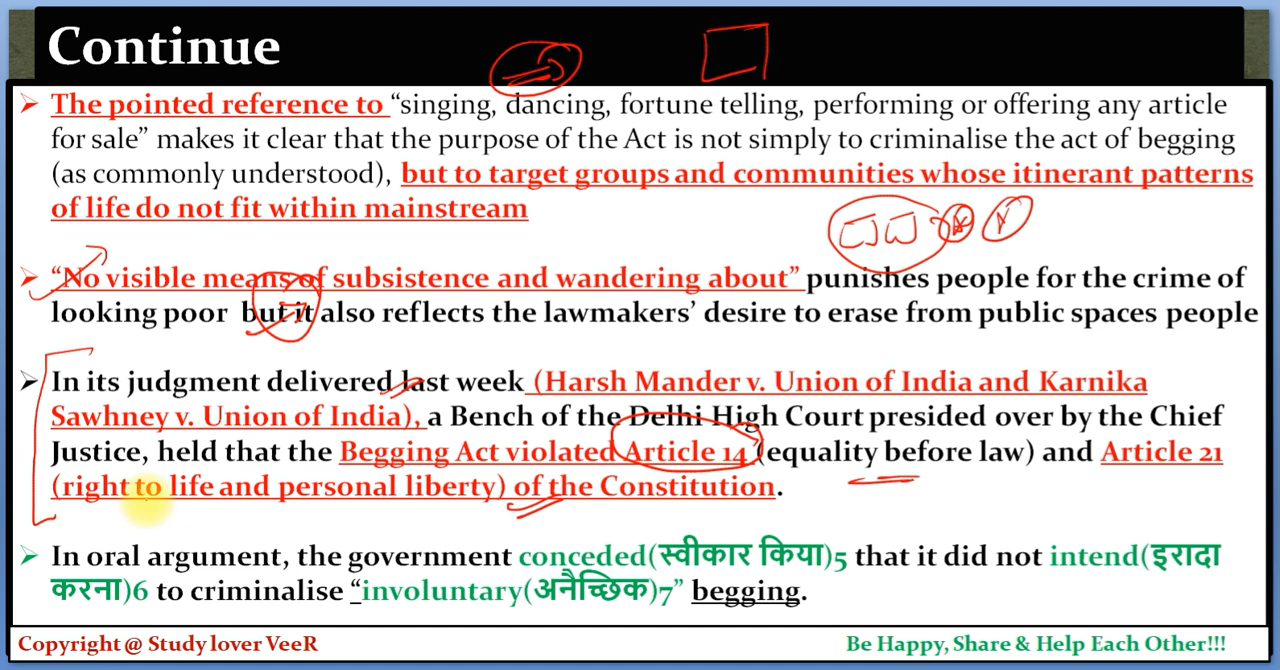 Continue
➢ The pointed reference to “singing, dancing, fortune telling, performing or offering any article
for sale” makes it clear that the purpose of the Act is not simply to criminalise the act of begging
(as commonly understood), but to target groups and communities whose itinerant patterns
of life do not fit within mainstream
➢ “No visible means of subsistence and wandering about” punishes people for the crime of
looking poor but it also reflects the lawmakers’ desire to erase from public spaces people
➢ In its judgment delivered last week (Harsh Mander v. Union of India and Karnika
Sawhney v. Union of India), a Bench of the Delhi High Court presided over by the Chief
Justice, held that the Begging Act violated Article 14 (equality before law) and Article 21
(right to life and personal liberty) of the Constitution.
➢ In oral argument, the government conceded(स्वीकार किया)5 that it did not intend(इरादा
करना)6 to criminalise “involuntary(अनैच्छिक)7” begging.
Copyright @ Study lover VeeR
Be Happy, Share & Help Each Other!!!